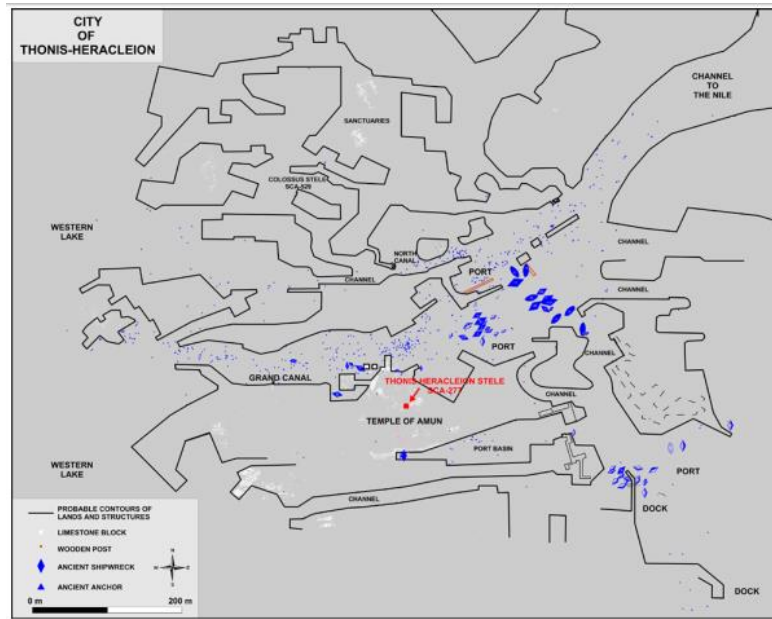 CITY
OF
THONIS-HERACLEION
CHANNEL
TO
THE NILE
SANCTUARIES
COLOSSUS STELE
WESTERN
LAKE
NORTH
CANAL
CHANNEL
PORT
CHANNEL
CHANNEL
PORT
CHANNEL
GRAND CANAL
THONIS HERACLEION STELE
SCA-277
CHANNEL
TEMPLE OF AMUN
PORT BASIN
WESTERN
LAKE
CHANNEL
PORT
DOCK
DOCK
PROBABLE CONTOURS OF
LANDS AND STRUCTURES
LIMESTONE BLOCK
WOODEN POST
ANCIENT SHIPWRECK
ANCIENT ANCHOR
N
W
E
S
0 m
200 m